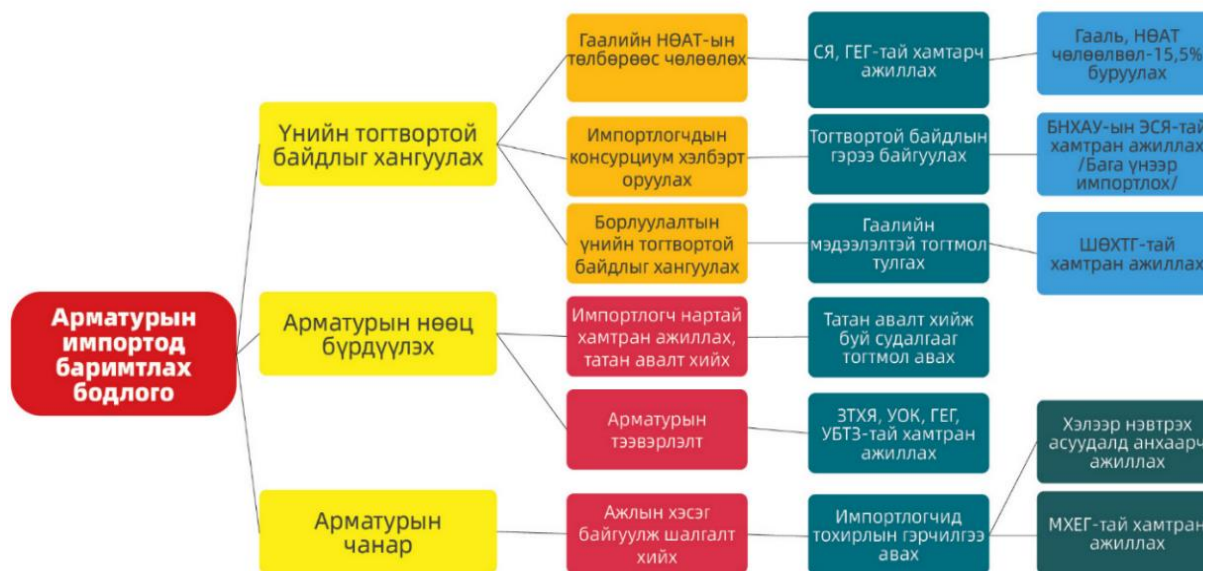 Арматурын
импортод
баримтлах
бодлого
Үнийн тогтвортой
байдлыг хангуулах
Гаалийн НӨАТ-ын
төлбөрөөс чөлөөлөх
СЯ, ГЕГ-тай хамтарч
ажиллах
Гааль, НӨАТ
чөлөөлвөл-15,5%
буруулах
Импортлогчдын
консурциум хэлбэрт
оруулах
Тогтвортой байдлын
гэрээ байгуулах
БНХАУ-ын ЭСЯ-тай
хамтран ажиллах
/Бага үнээр
импортлох/
Борлуулалтын
үнийн тогтвортой
байдлыг хангуулах
Гаалийн
мэдээлэлтэй тогтмол
тулгах
ШӨХТГ-тай
хамтран ажиллах
Арматурын нөөц
бүрдүүлэх
Импортлогч нартай
хамтран ажиллах,
татан авалт хийх
Татан авалт хийж
буй судалгааг
тогтмол авах
Арматурын
тээвэрлэлт
ЗТХЯ, УОК, ГЕГ,
УБТЗ-тай хамтран
ажиллах
Арматурын
чанар
Ажлын хэсэг
байгуулж шалгалт
хийх
Импортлогчид
тохирлын гэрчилгээ
авах
Хэлээр нэвтрэх
асуудалд анхаарч
ажиллах
МХЕГ-тай хамтран
ажиллах